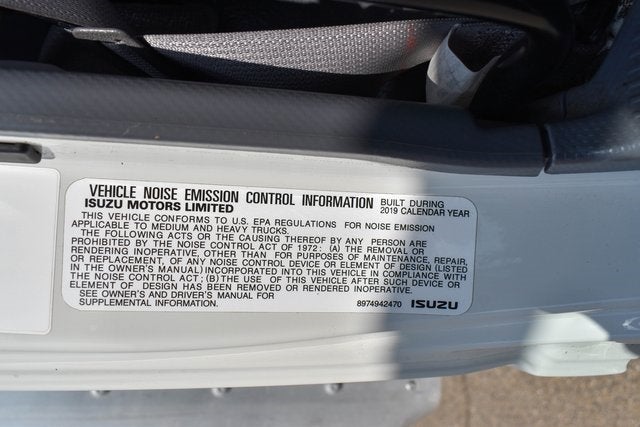 VEHICLE NOISE EMISSION CONTROL INFORMATION BUILT DURING
ISUZU MOTORS LIMITED 2019 CALENDAR YEAR
THIS VEHICLE CONFORMS TO U.S. EPA REGULATIONS FOR NOISE EMISSION
APPLICABLE TO MEDIUM AND HEAVY TRUCKS.
THE FOLLOWING ACTS OR THE CAUSING THEREOF BY ANY PERSON ARE
PROHIBITED BY THE NOISE CONTROL ACT OF 1972: (A) THE REMOVAL OR
RENDERING INOPERATIVE, OTHER THAN FOR PURPOSES OF MAINTENANCE, REPAIR,
OR REPLACEMENT, OF ANY NOISE CONTROL DEVICE OR ELEMENT OF DESIGN (LISTED
IN THE OWNER'S MANUAL) INCORPORATED INTO THIS VEHICLE IN COMPLIANCE WITH
THE NOISE CONTROL ACT: (B) THE USE OF THIS VEHICLE AFTER SUCH DEVICE OR
ELEMENT OF DESIGN HAS BEEN REMOVED OR RENDERED INOPERATIVE.
SEE OWNER'S AND DRIVER'S MANUAL FOR
SUPPLEMENTAL INFORMATION. 8974942470 ISUZU